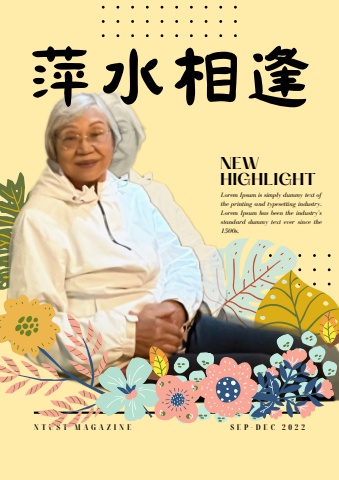 萍水相逢
NEW
HIGHLIGHT
Lorem Ipsum is simply dummy text of
the printing and typesetting industry.
Lorem Ipsum has been the industry's
standard dummy text ever since the
1500s.
NTUST MAGAZINE
SEP-DEC 2022